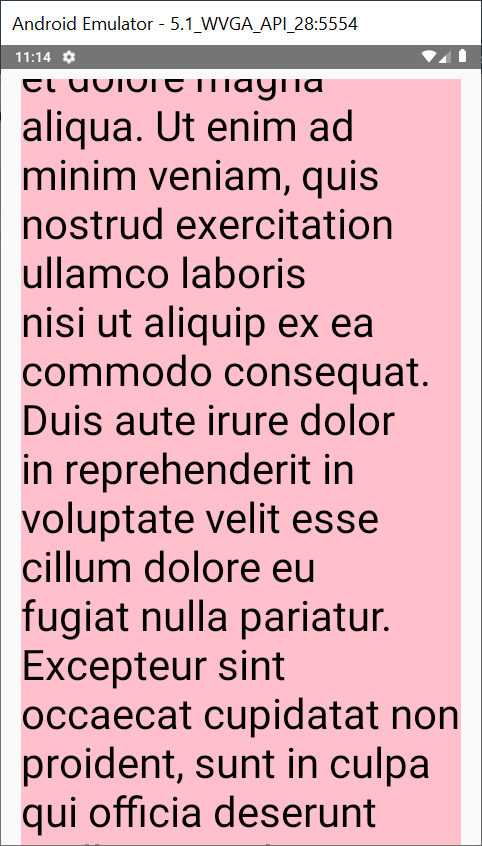 Android Emulator - 5.1_WVGA_API_28:5554
11:14
et dolore magna
aliqua. Ut enim ad
minim veniam, quis
nostrud exercitation
ullamco laboris
nisi ut aliquip ex ea
commodo consequat.
Duis aute irure dolor
in reprehenderit in
voluptate velit esse
cillum dolore eu
fugiat nulla pariatur.
Excepteur sint
occaecat cupidatat non
proident, sunt in culpa
qui officia deserunt